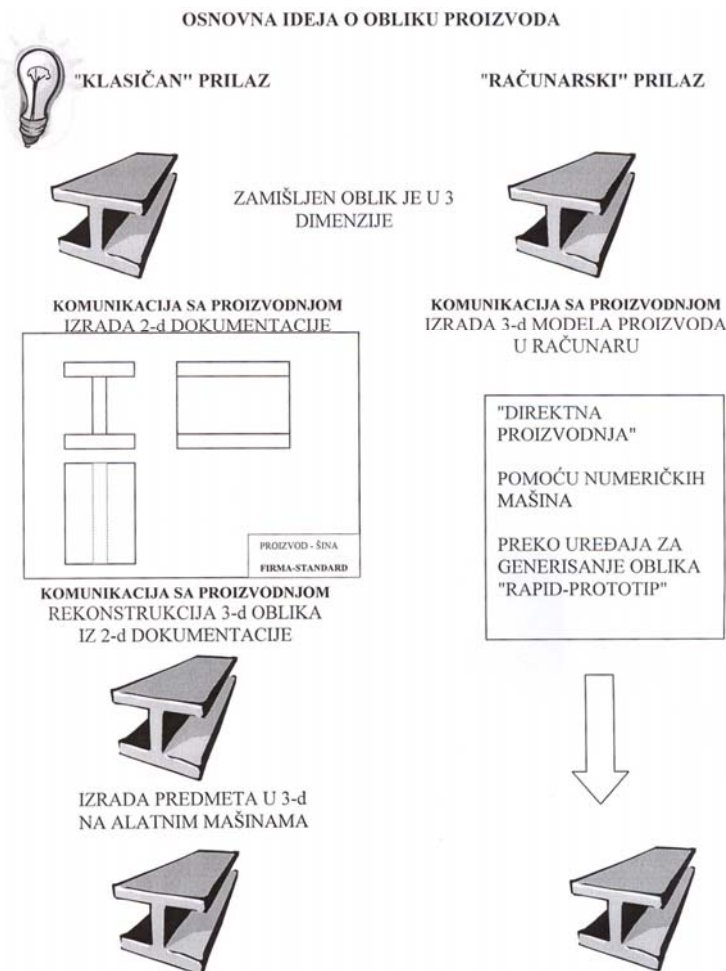 OSNOVNA IDEJA O OBLIKU PROIZVODA
"KLASIČAN" PRILAZ
"RAČUNARSKI" PRILAZ
ZAMIŠLJEN OBLIK JE U 3
DIMENZIJE
KOMUNIKACIJA SA PROIZVODNJOM
IZRADA 2-d DOKUMENTACIJE
PROIZVOD - ŠINA
FIRMA-STANDARD
KOMUNIKACIJA SA PROIZVODNJOM
REKONSTRUKCIJA 3-d OBLIKA
IZ 2-d DOKUMENTACIJE
IZRADA PREDMETA U 3-d
NA ALATNIM MAŠINAMA
KOMUNIKACIJA SA PROIZVODNJOM
IZRADA 3-d MODELA PROIZVODA
U RAČUNARU
"DIREKTNA
PROIZVODNJA"
POMOĆU NUMERIČKIH
MAŠINA
PREKO UREĐAJA ZA
GENERISANJE OBLIKA
"RAPID-PROTOTIP"